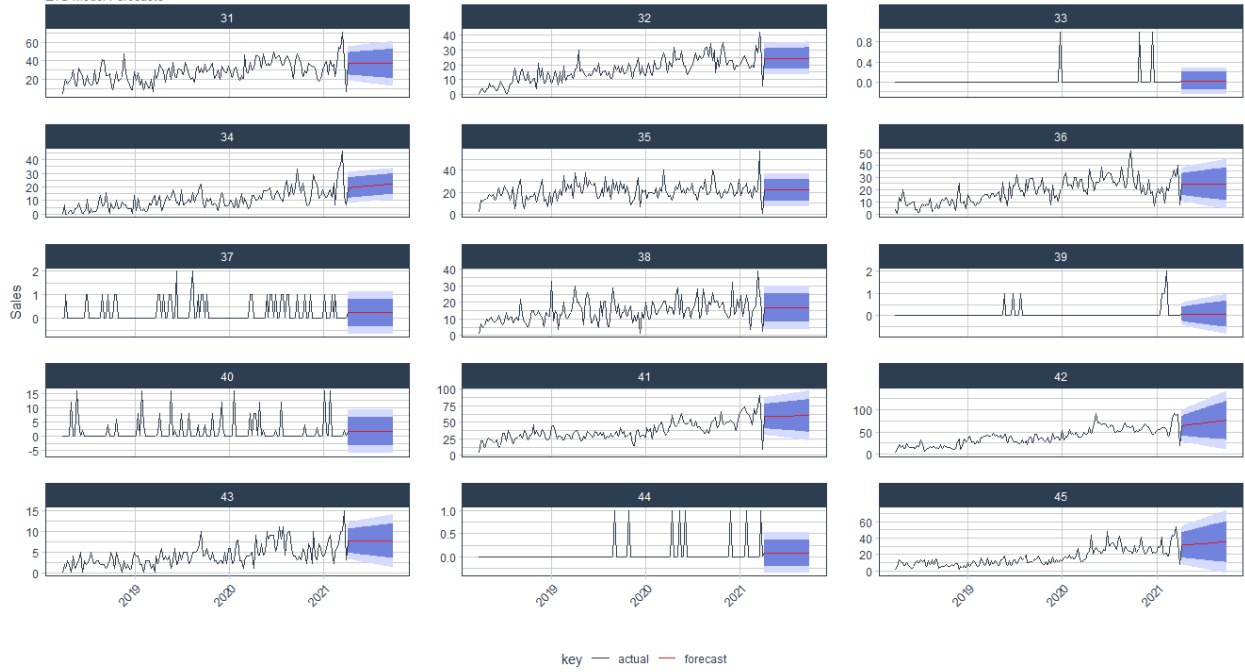 ETS Model Forecasts
31 32 33
60 40 0.8
40 30 0.4
20 20 0.0
10
0
34 35 36
40 40 50
30 20 40
20 0 30
10 20
0 10
0
37 38 39
2 40 2
1 30 1
0 20 0
10
0
Sales
40 41 42
15 100 100
10 75 50
5 50 0
0 25
-5 0
43 44 45
15 1.0 60
10 0.5 40
5 0.0 20
0 0
2019 2020 2021 2019 2020 2021 2019 2020 2021
key actual forecast